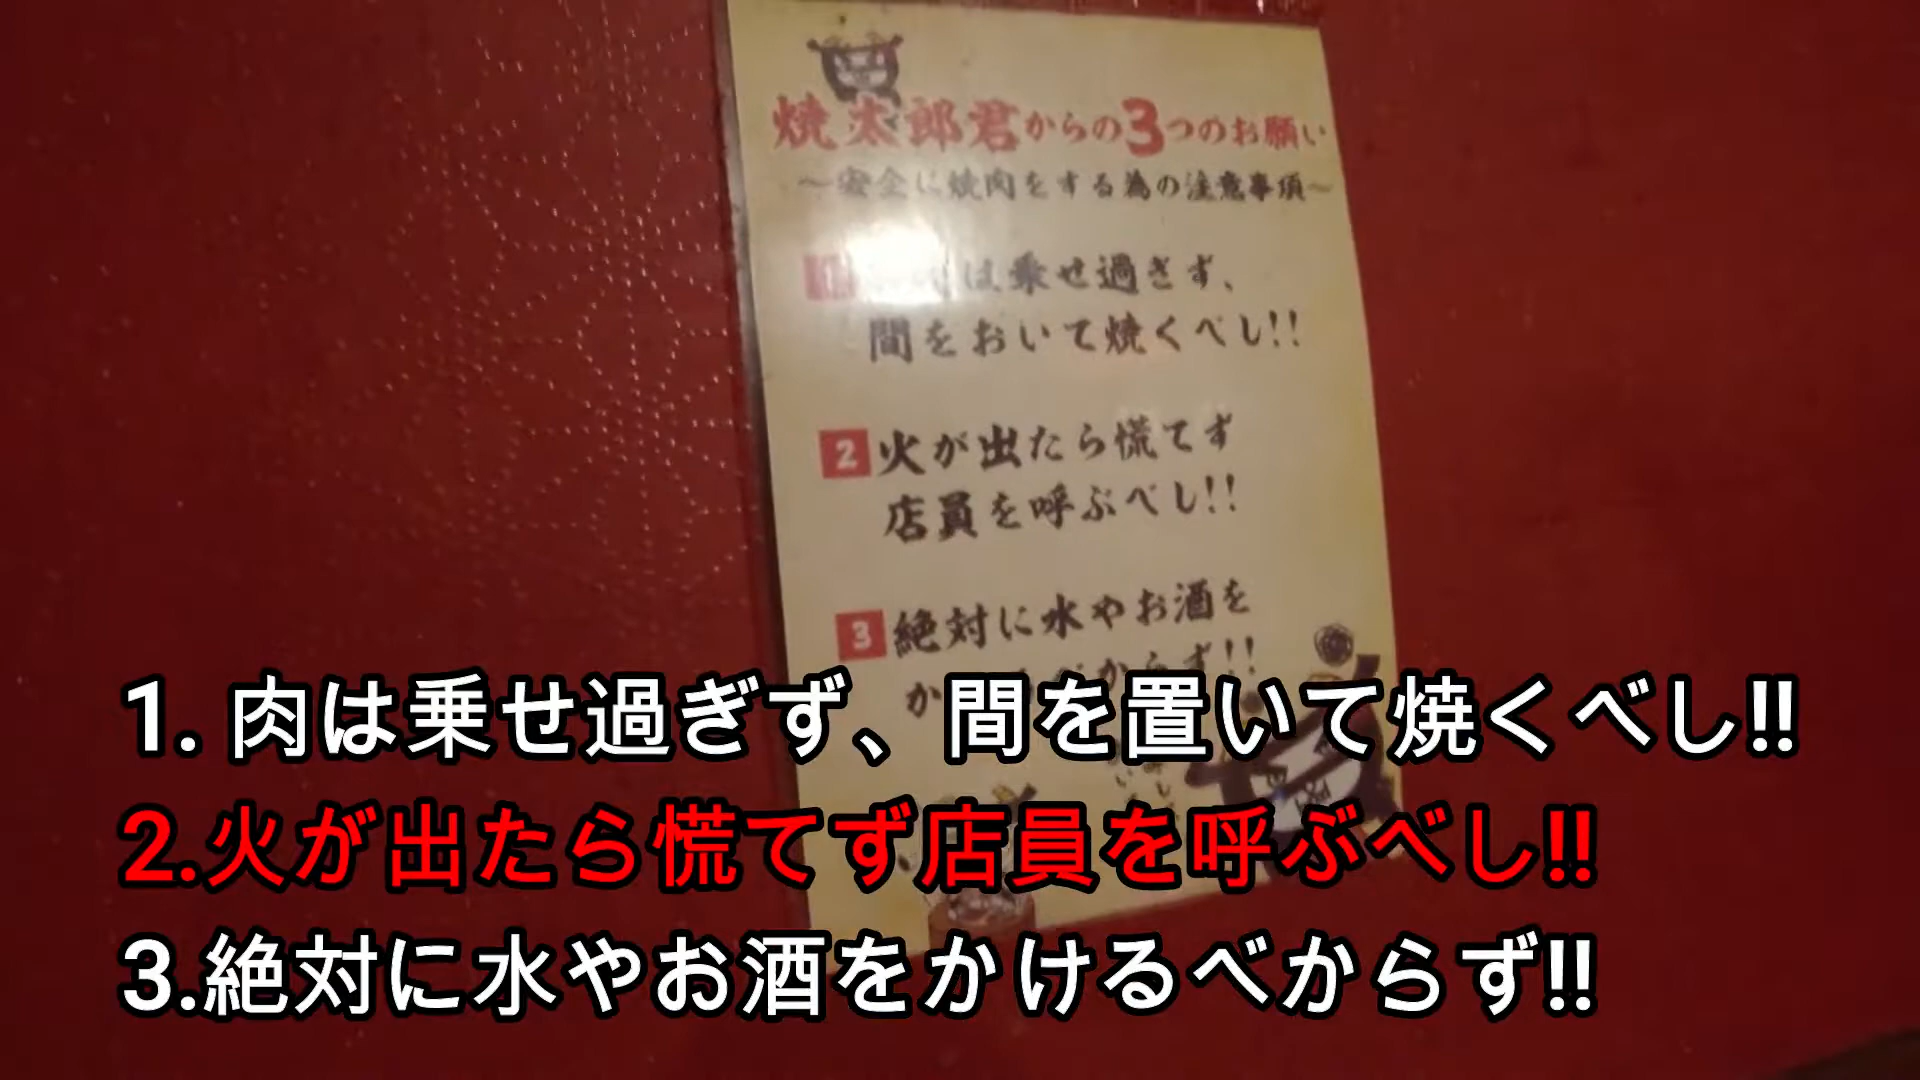 焼太郎君からの3つのお願い
～安全に焼肉をする為の注意事項～
1 は乗せ過ぎず、
間をおいて焼くべし!!
2 火が出たら慌てず
店員を呼ぶべし!!
3 絶対に水やお酒を
か からず!!
1. 肉は乗せ過ぎず、間を置いて焼くべし!!
2.火が出たら慌てず店員を呼ぶべし!!
3.絶対に水やお酒をかけるべからず!!